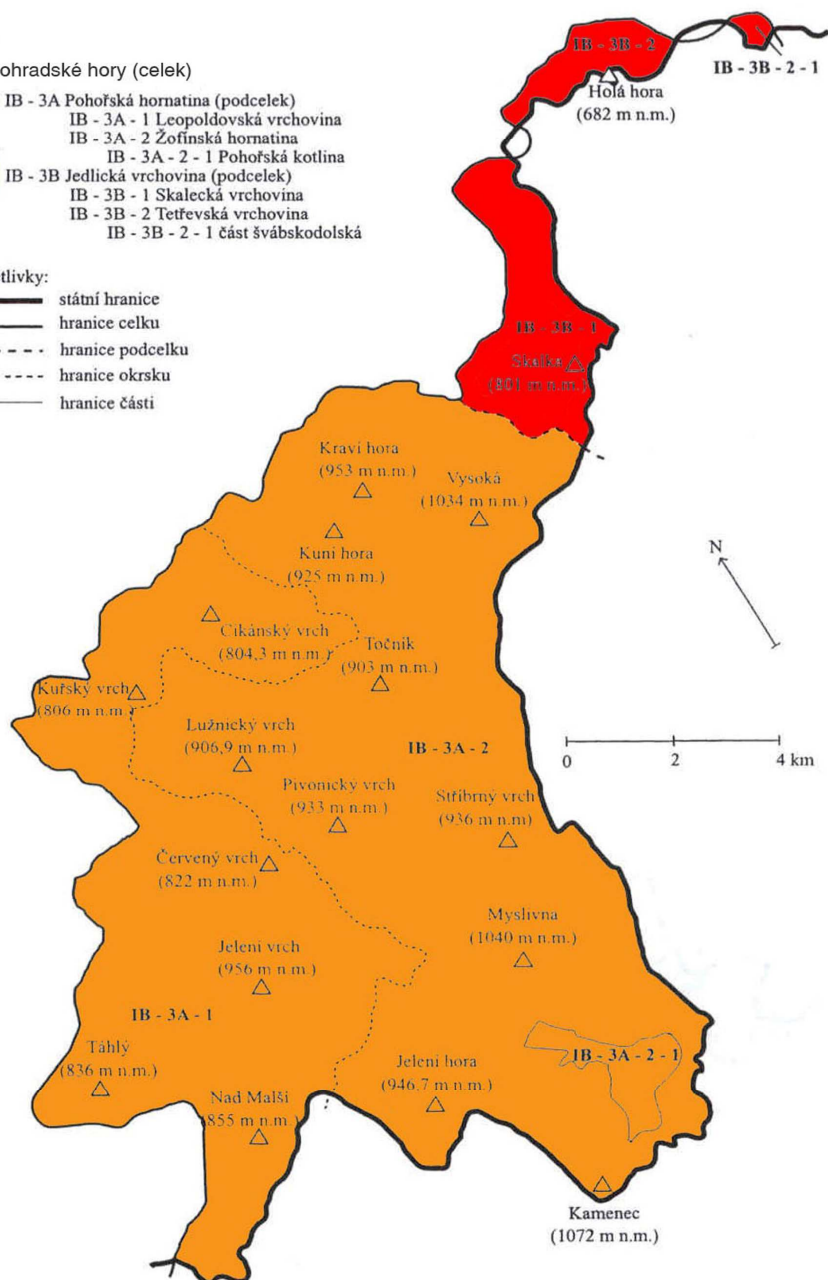 ohradské hory (celek)
IB - 3A Pohořská hornatina (podcelek)
IB - 3A - 1 Leopoldovská vrchovina
IB - 3A - 2 Žofínská hornatina
IB - 3A - 2 - 1 Pohořská kotlina
IB - 3B Jedlická vrchovina (podcelek)
IB - 3B - 1 Skalecká vrchovina
IB - 3B - 2 Tetřevská vrchovina
IB - 3B - 2 - 1 část švábskodolská
tlivky:
státní hranice
hranice celku
hranice podcelku
hranice okrsku
hranice části
IB - 3B - 2
IB - 3B - 2 - 1
Holá hora
(682 m n.m.)
IB - 3B - 1
Skalka
(801 m n.m.)
Kraví hora
(953 m n.m.)
Vysoká
(1034 m n.m.)
Kuní hora
(925 m n.m.)
N
Cikánský vrch
(804,3 m n.m.)
Točník
(903 m n.m.)
Kuřský vrch
(806 m n.m.)
Lužnický vrch
(906,9 m n.m.)
IB - 3A - 2
0 2 4 km
Pivonický vrch
(933 m n.m.)
Stříbrný vrch
(936 m n.m)
Červený vrch
(822 m n.m.)
Myslivna
(1040 m n.m.)
Jelení vrch
(956 m n.m.)
IB - 3A - 1
Táhlý
(836 m n.m.)
IB - 3A - 2 - 1
Jelení hora
(946,7 m n.m.)
Nad Malší
(855 m n.m.)
Kamenec
(1072 m n.m.)